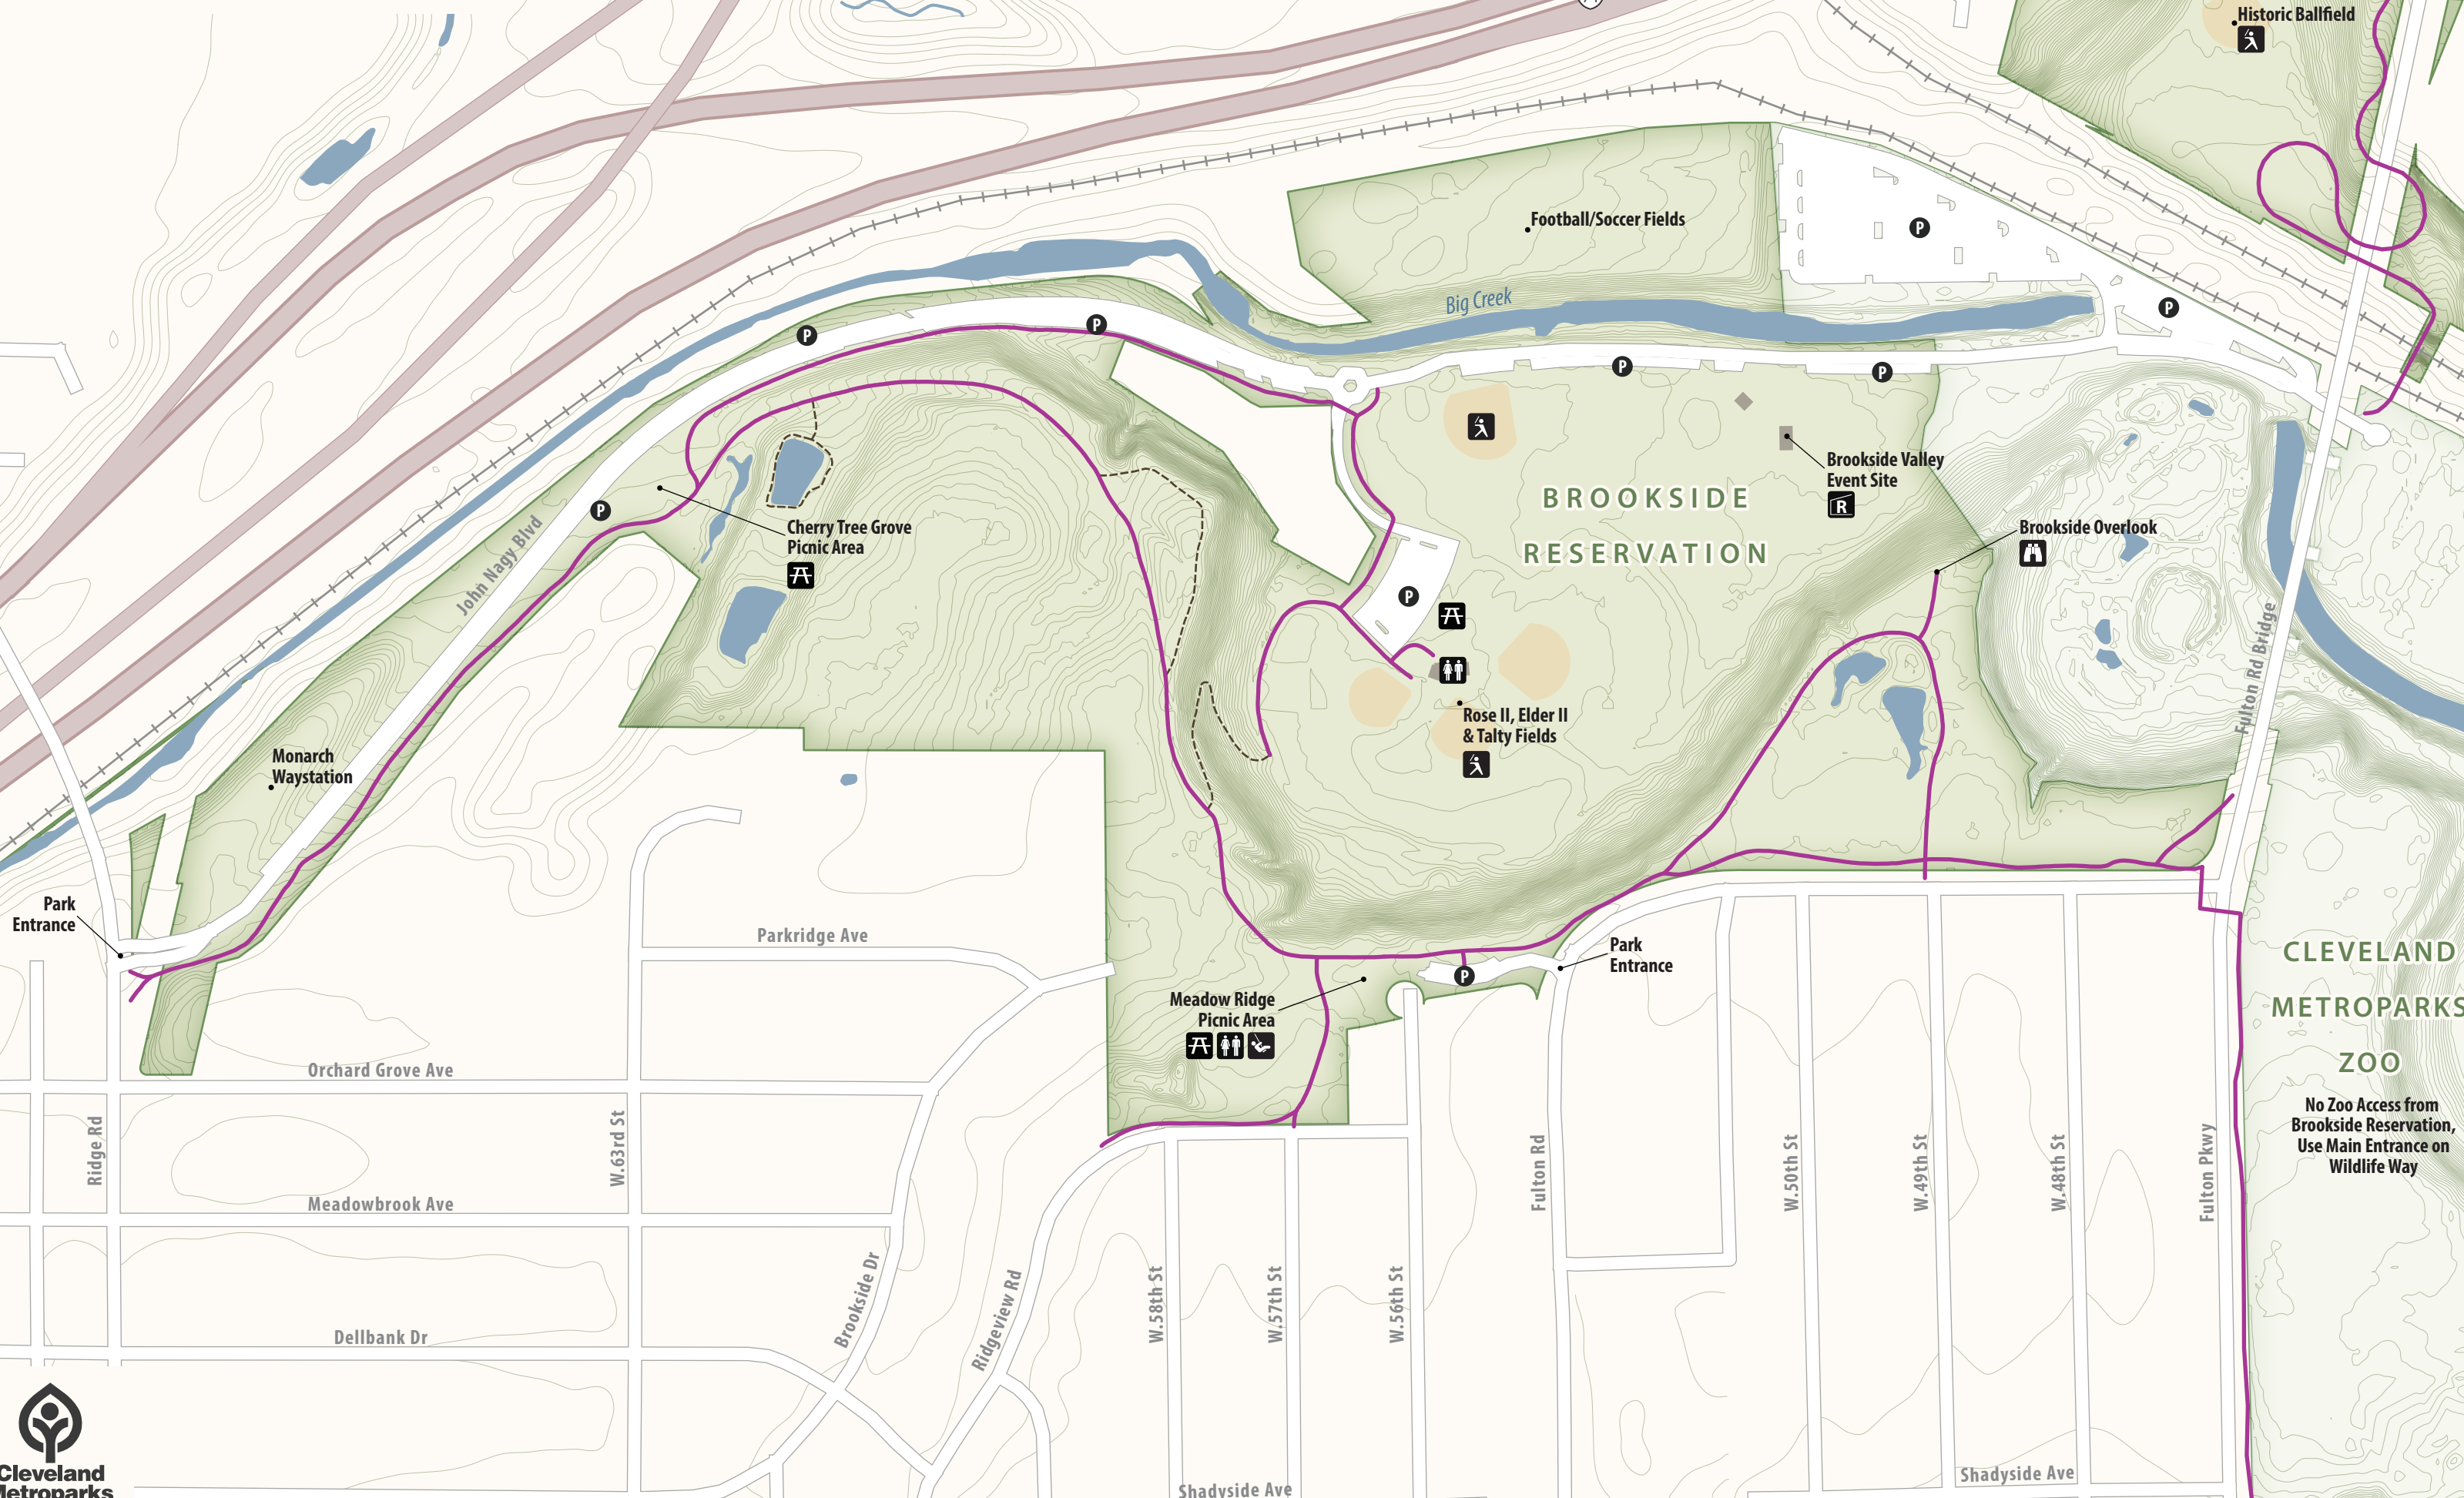 Historic Ballfield
Football/Soccer Fields
P
P
Big Creek
P
P
P
P
P
Brookside Valley
Event Site
R
BROOKSIDE
RESERVATION
Brookside Overlook
P
John Nagy Blvd
Cherry Tree Grove
Picnic Area
P
Rose II, Elder II
& Talty Fields
Fulton Rd Bridge
Monarch
Waystation
Park
Entrance
Parkridge Ave
Park
Entrance
P
Meadow Ridge
Picnic Area
CLEVELAND
METROPARKS
ZOO
No Zoo Access from
Brookside Reservation,
Use Main Entrance on
Wildlife Way
Orchard Grove Ave
Ridge Rd
W.63rd St
Meadowbrook Ave
Fulton Rd
W.50th St
W.49th St
W.48th St
Fulton Pkwy
Brookside Dr
Ridgeview Rd
W.58th St
W.57th St
W.56th St
Dellbank Dr
Shadyside Ave
Shadyside Ave
Cleveland
Metroparks